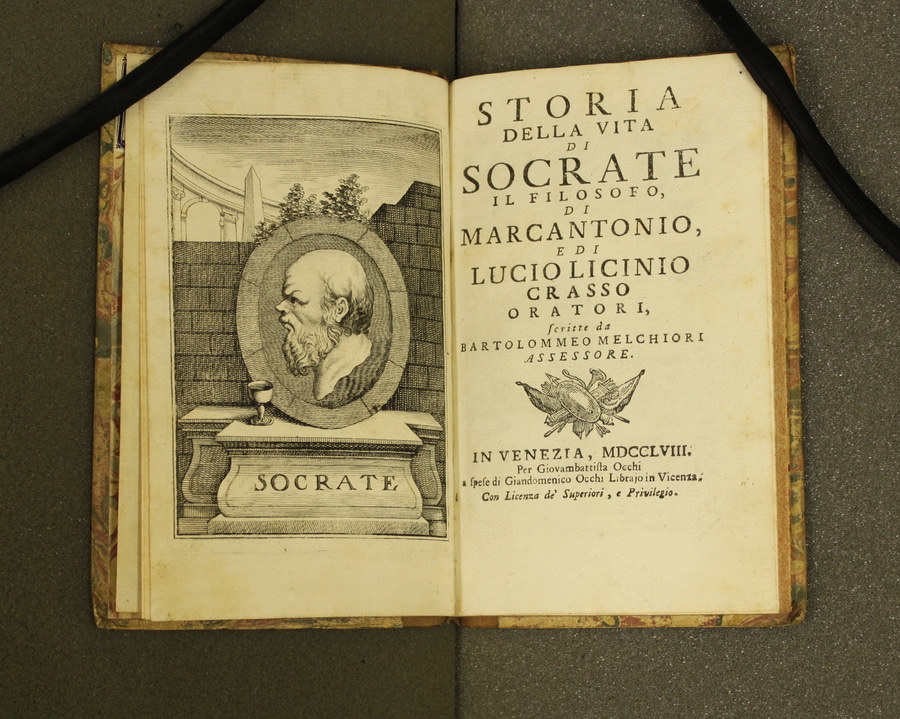 SOCRATE
STORIA
DELLA VITA
DI
SOCRATE
IL FILOSOFO,
DI
MARCANTONIO,
E DI
LUCIO LICINIO
CRASSO
ORATORI,
scritte da
BARTOLOMMEO MELCHIORI
ASSESSORE.
IN VENEZIA, MDCCLVIII.
Per Giovambattista Occhi
a spese di Giandomenico Occhi Librajo in Vicenza.
Con Licenza de' Superiori, e Privilegio.